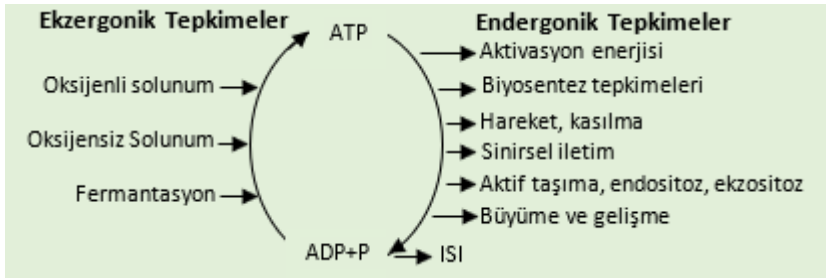 Ekzergonik Tepkimeler
ATP
Endergonik Tepkimeler
Aktivasyon enerjisi
Oksijenli solunum
Biyosentez tepkimeleri
Hareket, kasılma
Oksijensiz Solunum
Sinirsel iletim
Aktif taşıma, endositoz, ekzositoz
Fermantasyon
Büyüme ve gelişme
ADP+P
ISI